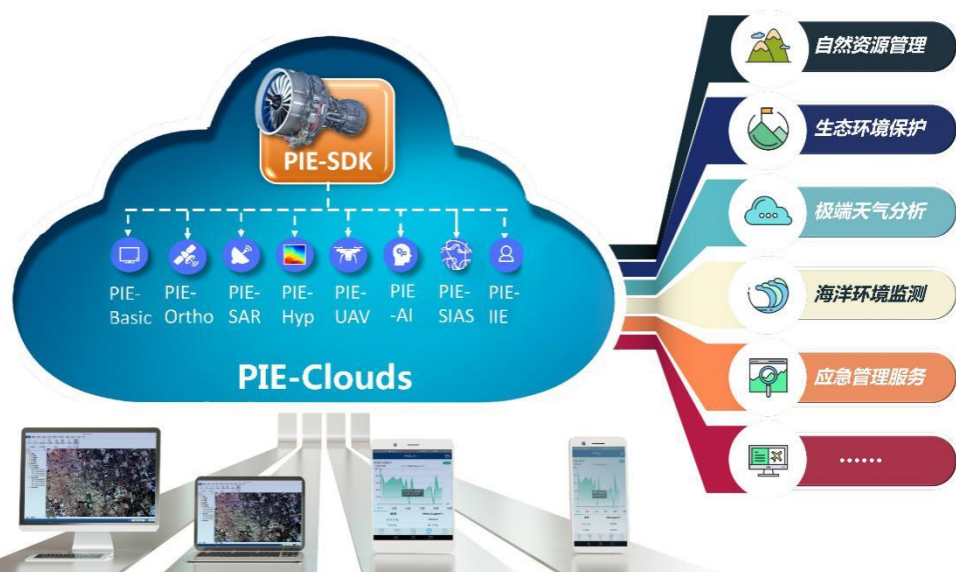 PIE-SDK
PIE-
Basic
PIE-
Ortho
PIE-
SAR
PIE-
Hyp
PIE-
UAV
PIE
-AI
PIE-
SIAS
PIE-
IIE
PIE-Clouds
自然资源管理
生态环境保护
极端天气分析
海洋环境监测
应急管理服务
……